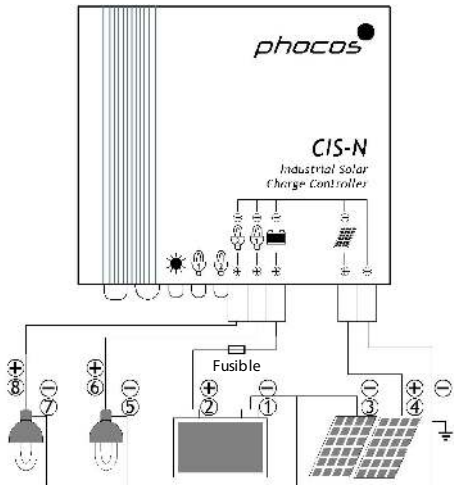 phocos
CIS-N
Industrial Solar
Charge Controller
Fusible
+ + − + − − + −
8 7 6 5 2 1 3 4